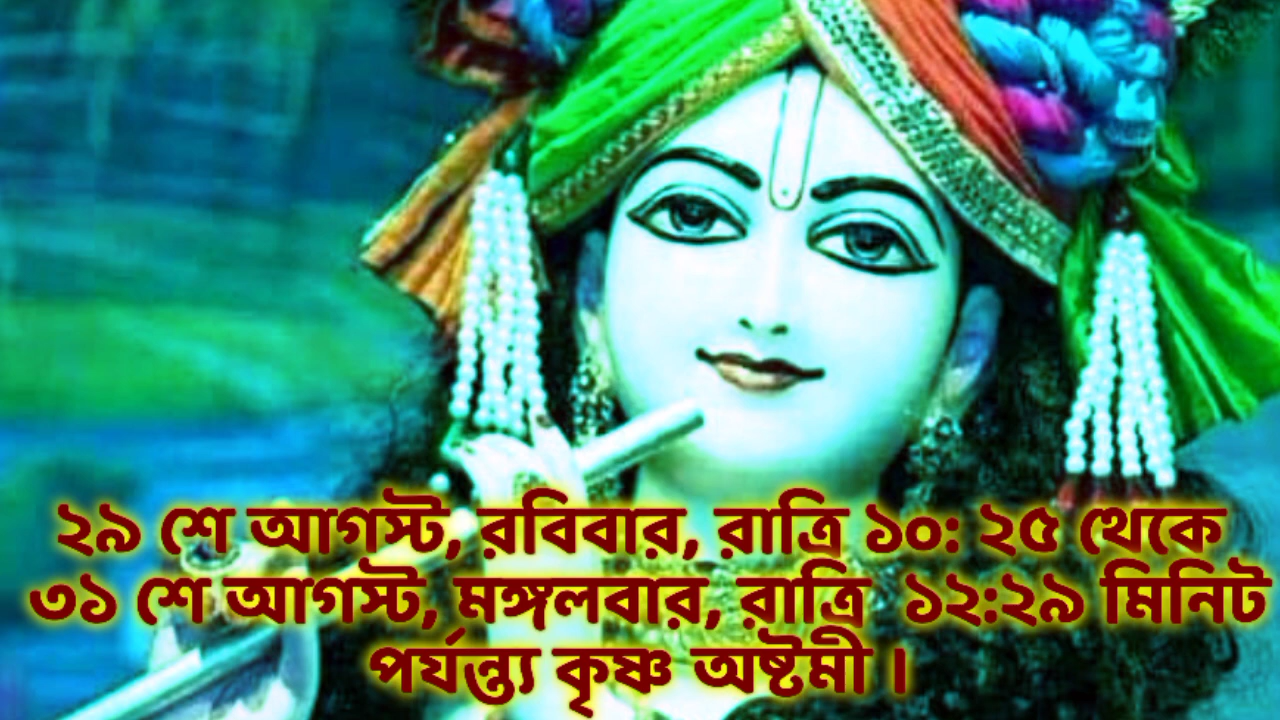 ২৯ শে আগস্ট, রবিবার, রাত্রি ১০: ২৫ থেকে
৩১ শে আগস্ট, মঙ্গলবার, রাত্রি ১২:২৯ মিনিট
পর্যন্ত্য কৃষ্ণ অষ্টমী ।